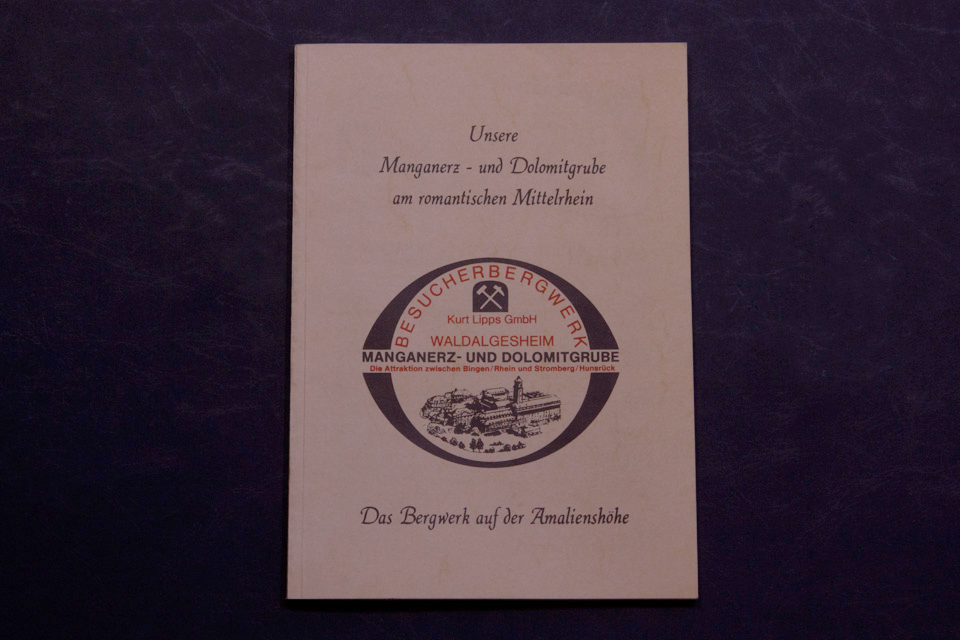 Unsere
Manganerz - und Dolomitgrube
am romantischen Mittelrhein
BESUCHERBERGWERK
Kurt Lipps GmbH
WALDALGESHEIM
MANGANERZ- UND DOLOMITGRUBE
Die Attraktion zwischen Bingen/Rhein und Stromberg/Hunsrück
Das Bergwerk auf der Amalienshöhe